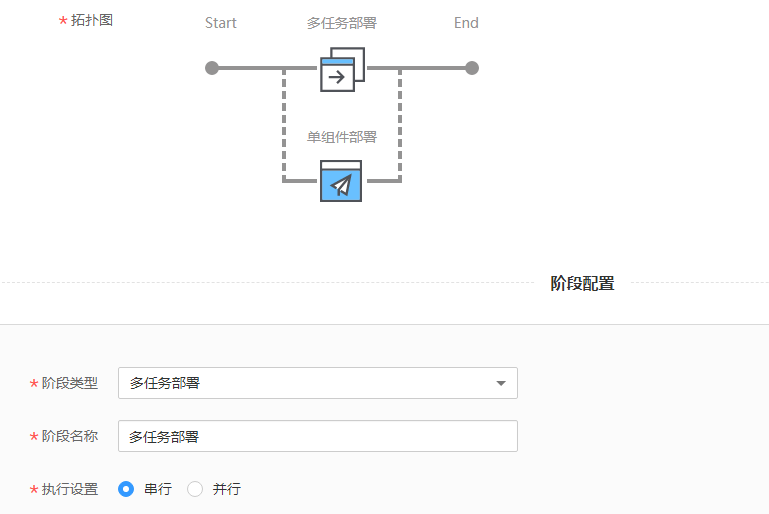 * 拓扑图
Start 多任务部署 End
单组件部署
阶段配置
* 阶段类型 多任务部署
* 阶段名称 多任务部署
* 执行设置 串行 并行